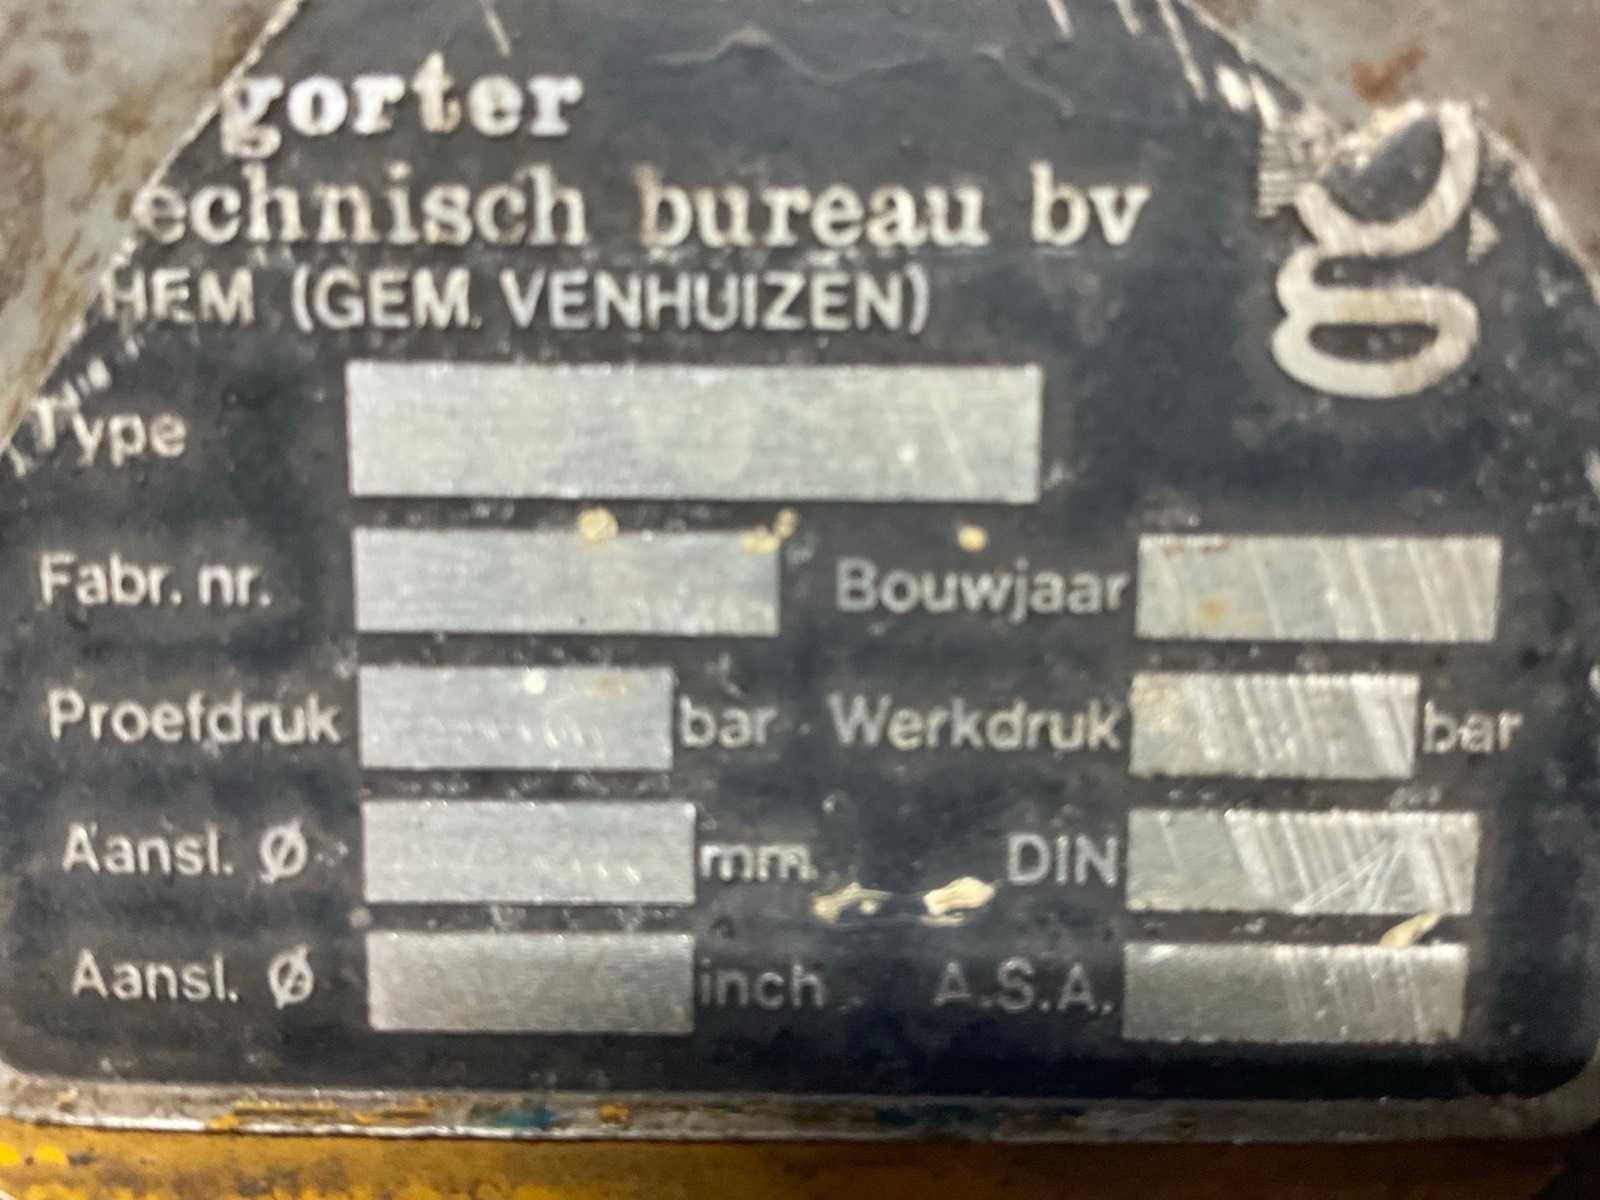 gorter
technisch bureau bv
HEM (GEM. VENHUIZEN)
Type
Fabr. nr. Bouwjaar
Proefdruk bar Werkdruk bar
Aansl. Ø mm DIN
Aansl. Ø inch A.S.A.